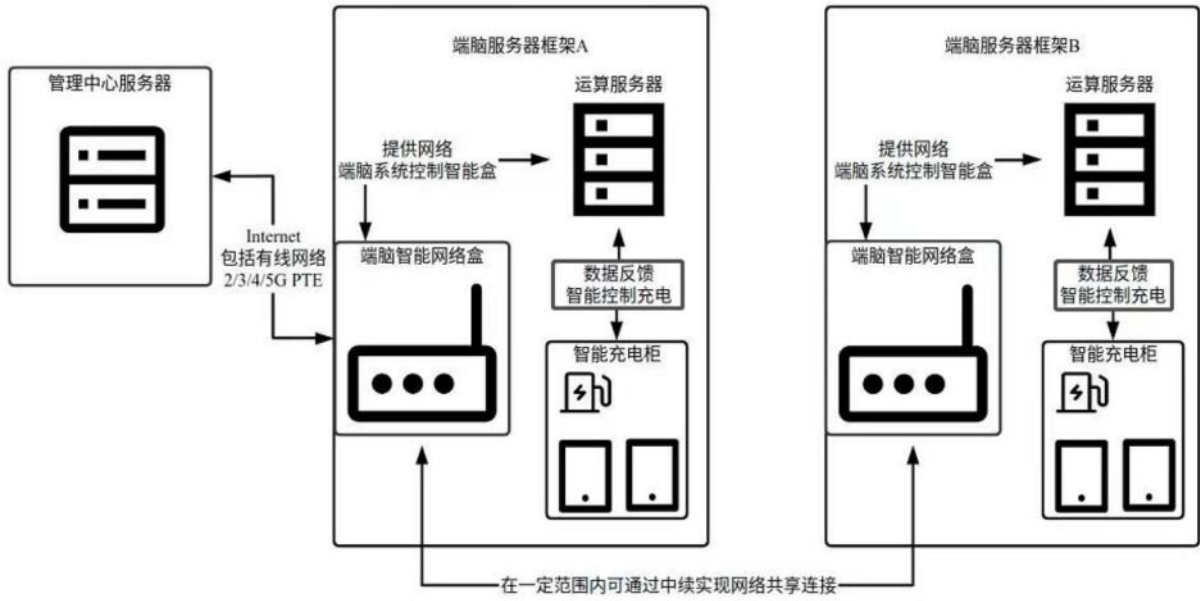 管理中心服务器
Internet
包括有线网络
2/3/4/5G PTE
端脑服务器框架A
运算服务器
提供网络
端脑系统控制智能盒
端脑智能网络盒
数据反馈
智能控制充电
智能充电柜
端脑服务器框架B
运算服务器
提供网络
端脑系统控制智能盒
端脑智能网络盒
数据反馈
智能控制充电
智能充电柜
在一定范围内可通过中续实现网络共享连接